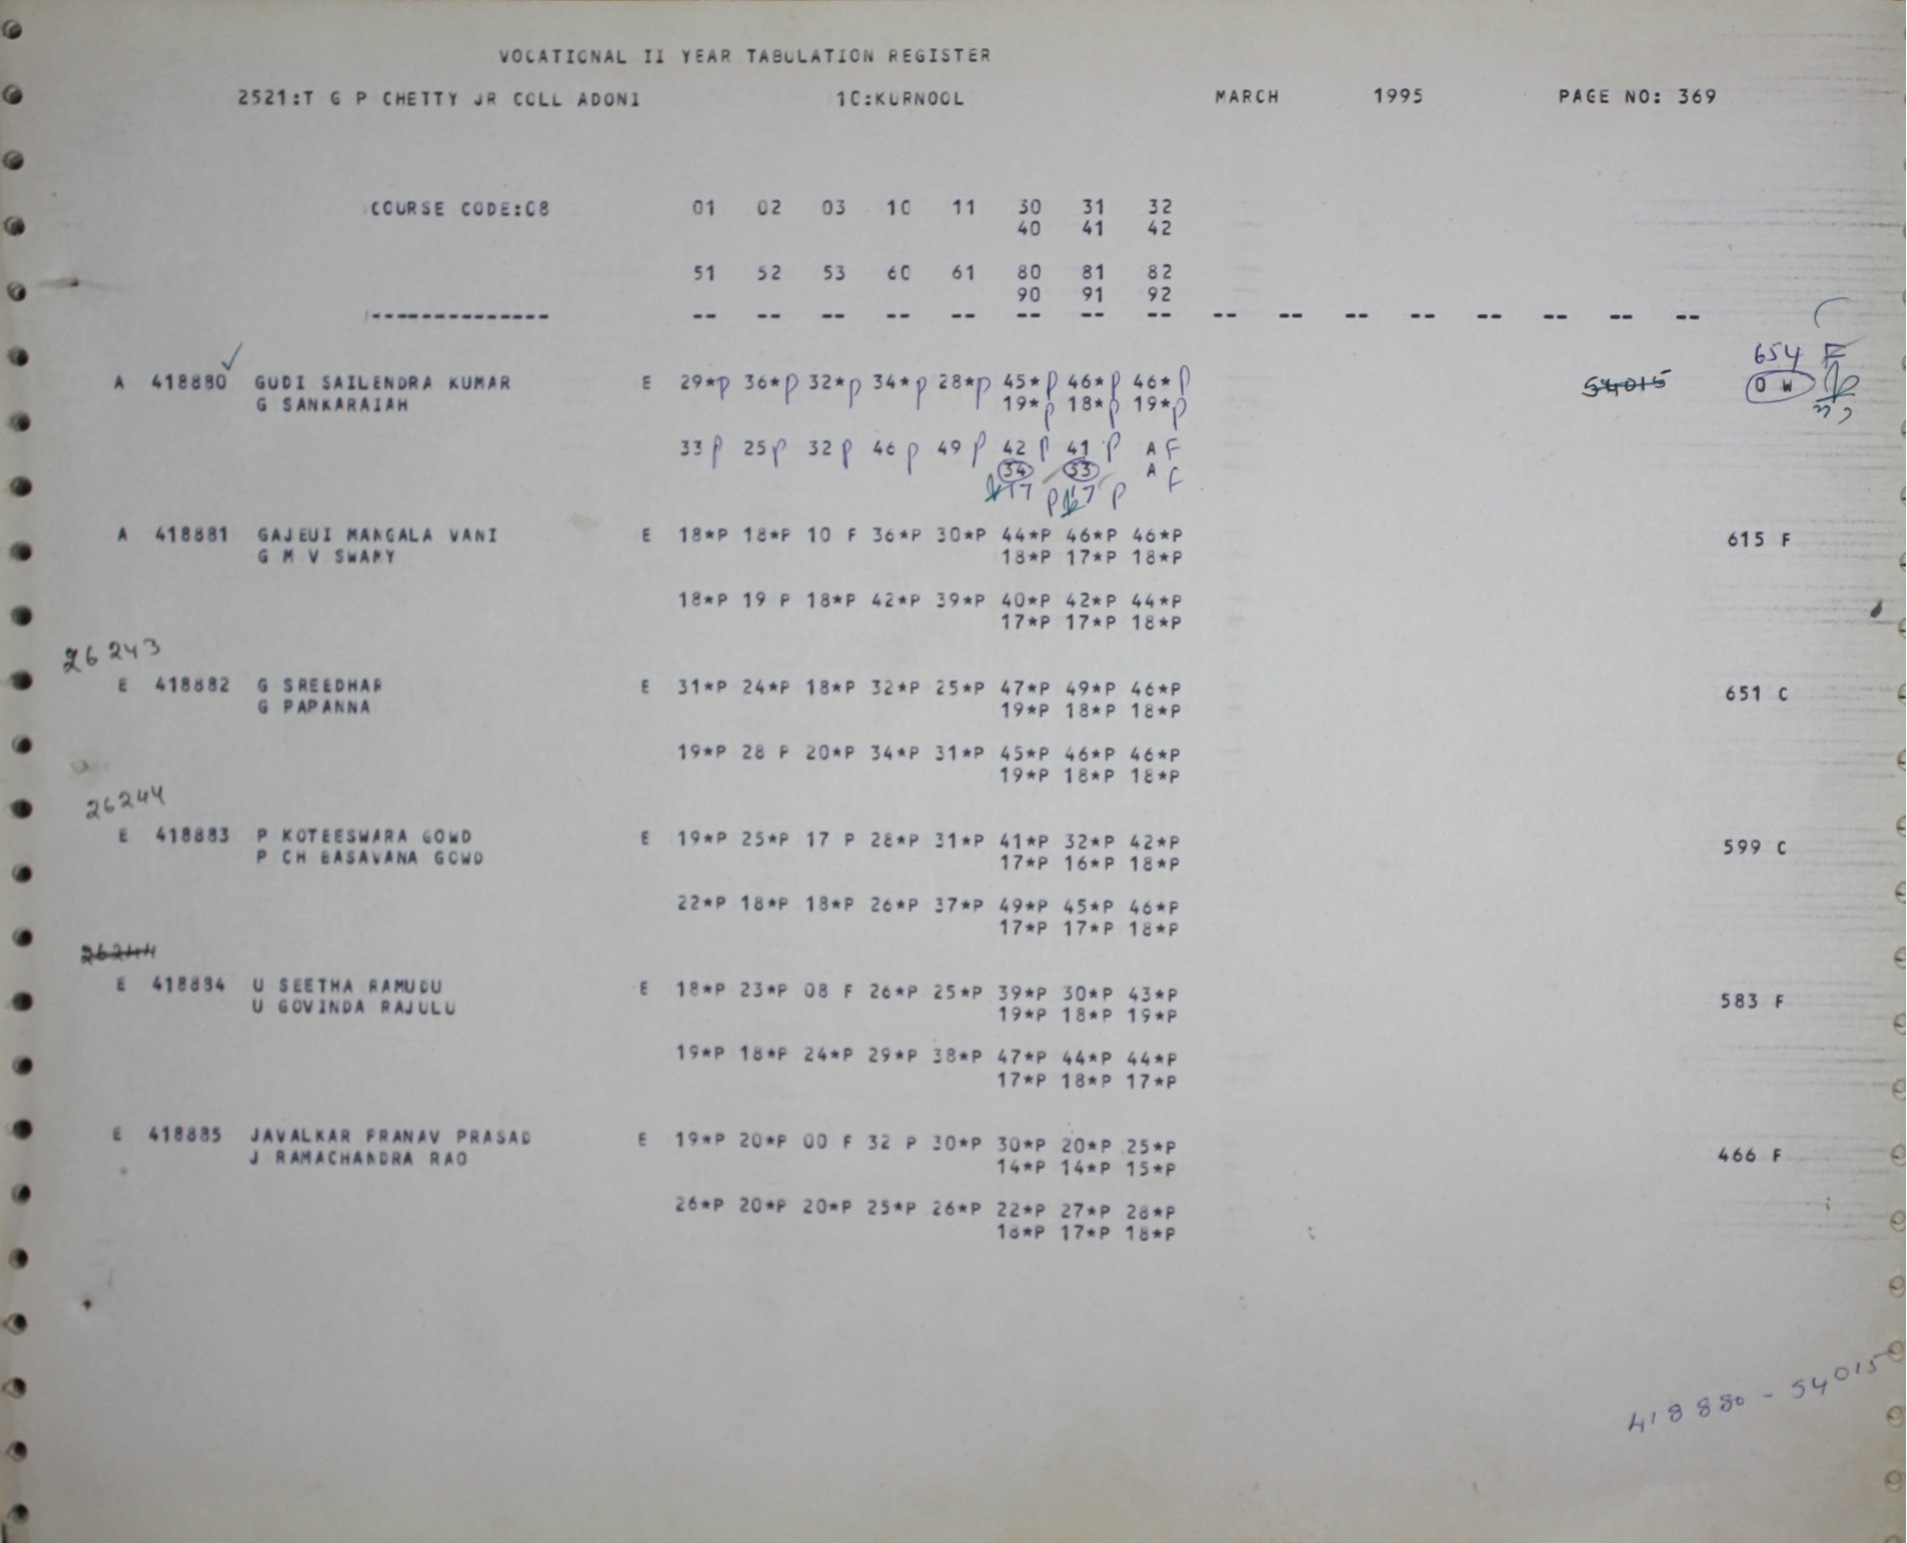 VOCATIONAL II YEAR TABULATION REGISTER
2521:T G P CHETTY JR COLL ADONI 10:KURNOOL MARCH 1995 PAGE NO: 369
COURSE CODE:08 01 02 03 10 11 30 31 32
40 41 42
51 52 53 60 61 80 81 82
90 91 92
-------------- -- -- -- -- -- -- -- -- -- -- -- -- -- -- -- --
654 F
A 418880 GUDI SAILENDRA KUMAR E 29*P 36*P 32*P 34*P 28*P 45*P 46*P 46*P 54015 O W
G SANKARAIAH 19*P 18*P 19*P
33 P 25 P 32 P 46 P 49 P 42 P 41 P A F
34 33 A F
17 P 17 P
A 418881 GAJEUI MANGALA VANI E 18*P 18*P 10 F 36*P 30*P 44*P 46*P 46*P 615 F
G M V SWAMY 18*P 17*P 18*P
18*P 19 P 18*P 42*P 39*P 40*P 42*P 44*P
17*P 17*P 18*P
26243
E 418882 G SREEDHAR E 31*P 24*P 18*P 32*P 25*P 47*P 49*P 46*P 651 C
G PAPANNA 19*P 18*P 18*P
19*P 28 P 20*P 34*P 31*P 45*P 46*P 46*P
19*P 18*P 18*P
26244
E 418883 P KOTEESWARA GOWD E 19*P 25*P 17 P 28*P 31*P 41*P 32*P 42*P 599 C
P CH BASAVANA GOWD 17*P 16*P 18*P
22*P 18*P 18*P 26*P 37*P 49*P 45*P 46*P
17*P 17*P 18*P
26244
E 418884 U SEETHA RAMUDU E 18*P 23*P 08 F 26*P 25*P 39*P 30*P 43*P 583 F
U GOVINDA RAJULU 19*P 18*P 19*P
19*P 18*P 24*P 29*P 38*P 47*P 44*P 44*P
17*P 18*P 17*P
E 418885 JAVALKAR PRANAV PRASAD E 19*P 20*P 00 F 32 P 30*P 30*P 20*P 25*P 466 F
J RAMACHANDRA RAO 14*P 14*P 15*P
26*P 20*P 20*P 25*P 26*P 22*P 27*P 28*P
18*P 17*P 18*P
418880 - 54015